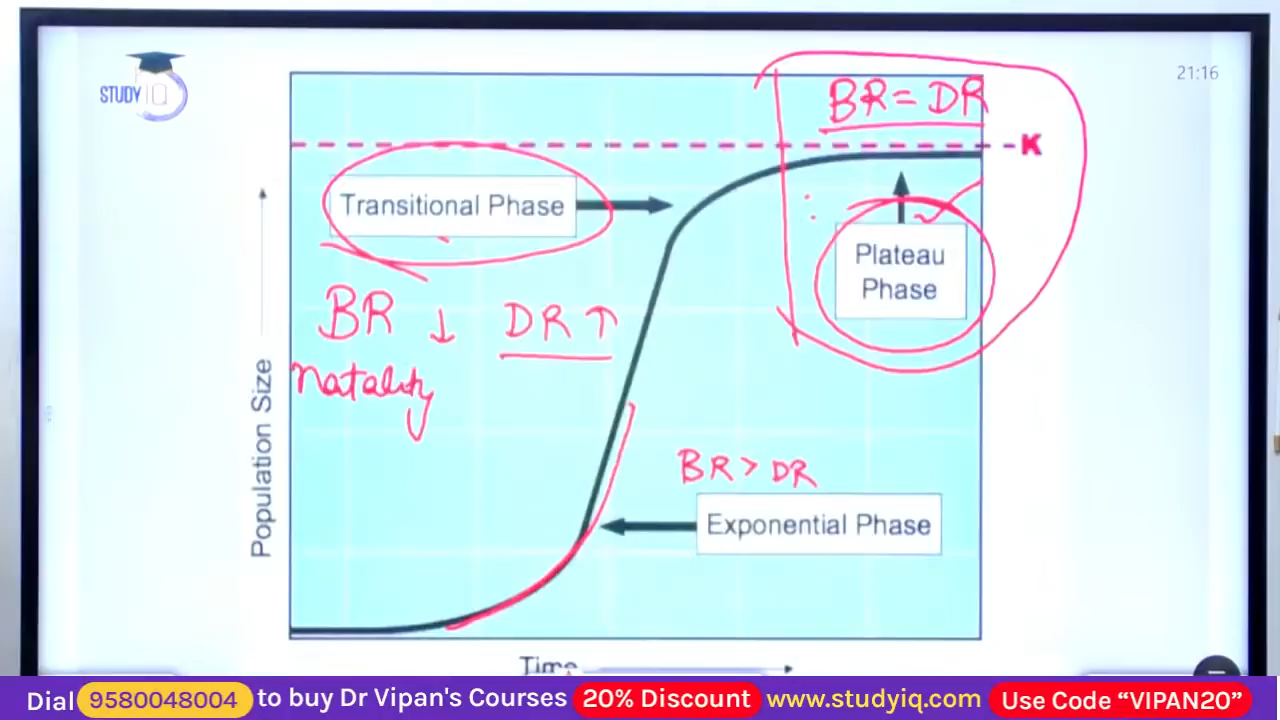 STUDY IQ
21:16
BR = DR
K
Transitional Phase
Plateau
Phase
BR ↓ DR ↑
Natality
BR > DR
Exponential Phase
Population Size
Time
Dial 9580048004 to buy Dr Vipan's Courses 20% Discount www.studyiq.com Use Code “VIPAN20”